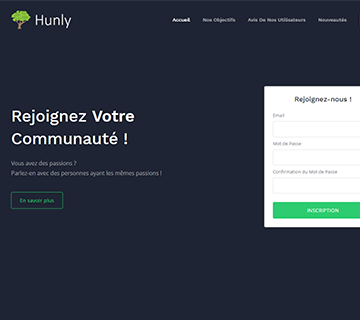 Hunly
Accueil Nos Objectifs Avis De Nos Utilisateurs Nouveautés
Rejoignez Votre
Communauté !
Vous avez des passions ?
Parlez-en avec des personnes ayant les mêmes passions !
En savoir plus
Rejoignez-nous !
Email
Mot de Passe
Confirmation du Mot de Passe
INSCRIPTION